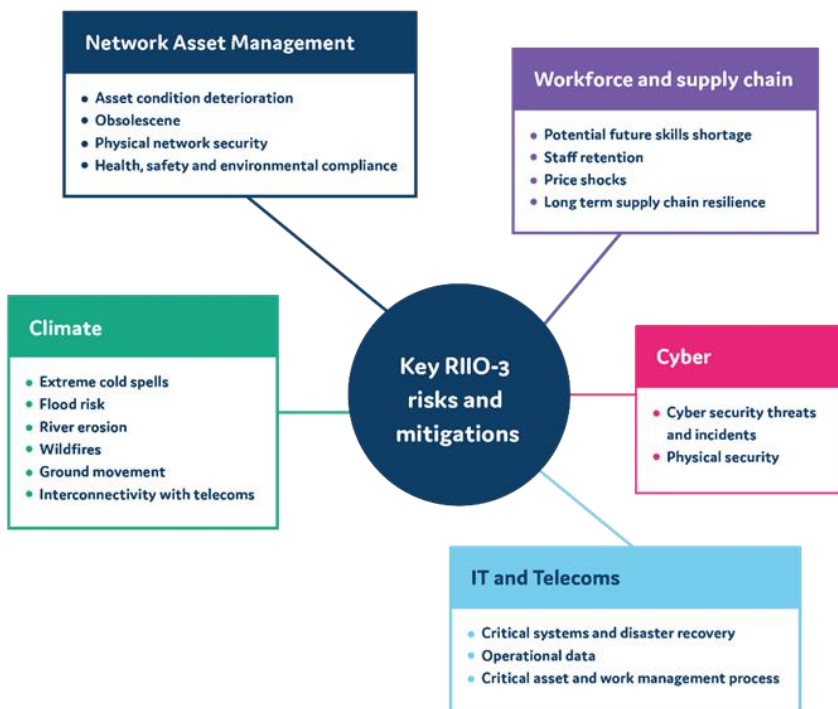 Network Asset Management
Asset condition deterioration
Obsolescene
Physical network security
Health, safety and environmental compliance
Workforce and supply chain
Potential future skills shortage
Staff retention
Price shocks
Long term supply chain resilience
Climate
Extreme cold spells
Flood risk
River erosion
Wildfires
Ground movement
Interconnectivity with telecoms
Key RIIO-3
risks and
mitigations
Cyber
Cyber security threats
and incidents
Physical security
IT and Telecoms
Critical systems and disaster recovery
Operational data
Critical asset and work management process